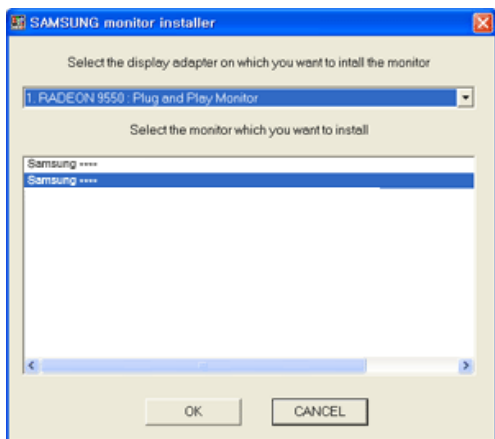 SAMSUNG monitor installer
Select the display adapter on which you want to intall the monitor
1. RADEON 9550 : Plug and Play Monitor
Select the monitor which you want to install
Samsung ----
Samsung ----
OK
CANCEL